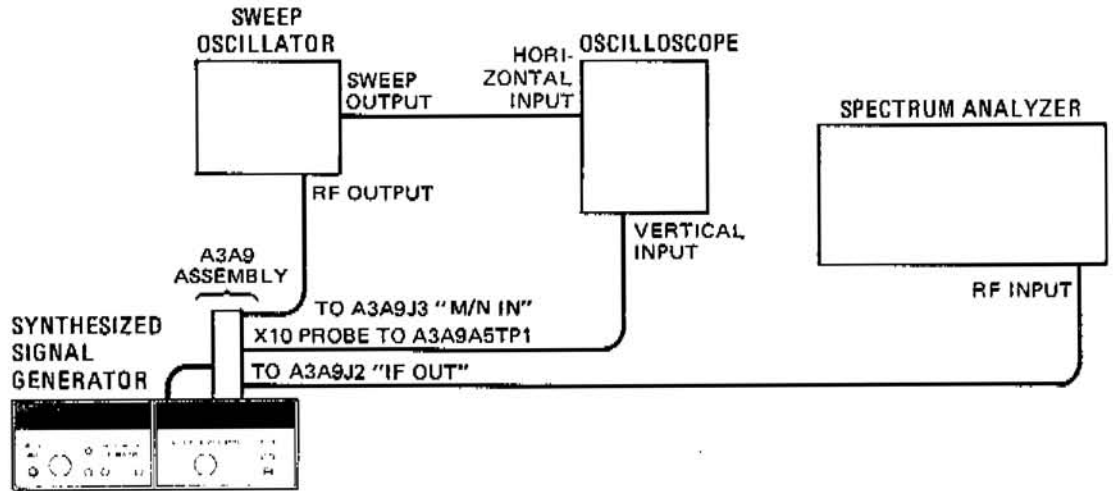 SWEEP
OSCILLATOR
SWEEP
OUTPUT
RF OUTPUT
HORI-
ZONTAL
INPUT
OSCILLOSCOPE
VERTICAL
INPUT
SPECTRUM ANALYZER
RF INPUT
A3A9
ASSEMBLY
TO A3A9J3 "M/N IN"
X10 PROBE TO A3A9A5TP1
TO A3A9J2 "IF OUT"
SYNTHESIZED
SIGNAL
GENERATOR